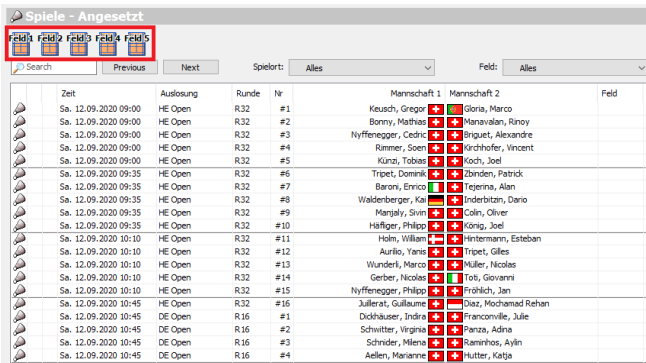 Spiele - Angesetzt
Feld 1 Feld 2 Feld 3 Feld 4 Feld 5
Search Previous Next Spielort: Alles Feld: Alles
Zeit Auslosung Runde Nr Mannschaft 1 Mannschaft 2 Feld
Sa. 12.09.2020 09:00 HE Open R32 #1 Keusch, Gregor Gloria, Marco
Sa. 12.09.2020 09:00 HE Open R32 #2 Bonny, Mathias Manavalan, Rinoy
Sa. 12.09.2020 09:00 HE Open R32 #3 Nyffenegger, Cedric Briguet, Alexandre
Sa. 12.09.2020 09:00 HE Open R32 #4 Rimmer, Soen Kirchhofer, Vincent
Sa. 12.09.2020 09:00 HE Open R32 #5 Künzi, Tobias Koch, Joel
Sa. 12.09.2020 09:35 HE Open R32 #6 Tripet, Dominik Zbinden, Patrick
Sa. 12.09.2020 09:35 HE Open R32 #7 Baroni, Enrico Tejerina, Alan
Sa. 12.09.2020 09:35 HE Open R32 #8 Waldenberger, Kai Inderbitzin, Dario
Sa. 12.09.2020 09:35 HE Open R32 #9 Manjaly, Sivin Colin, Oliver
Sa. 12.09.2020 09:35 HE Open R32 #10 Häfliger, Philipp König, Joel
Sa. 12.09.2020 10:10 HE Open R32 #11 Holm, William Hintermann, Esteban
Sa. 12.09.2020 10:10 HE Open R32 #12 Aurilio, Yanis Tripet, Gilles
Sa. 12.09.2020 10:10 HE Open R32 #13 Wunderli, Marco Müller, Nicolas
Sa. 12.09.2020 10:10 HE Open R32 #14 Gerber, Nicolas Toti, Giovanni
Sa. 12.09.2020 10:10 HE Open R32 #15 Nyffenegger, Philipp Fröhlich, Jan
Sa. 12.09.2020 10:45 HE Open R32 #16 Juillerat, Guillaume Diaz, Mochamad Rehan
Sa. 12.09.2020 10:45 DE Open R16 #1 Dickhäuser, Indira Franconville, Julie
Sa. 12.09.2020 10:45 DE Open R16 #2 Schwitter, Virginia Panza, Adina
Sa. 12.09.2020 10:45 DE Open R16 #3 Schnider, Milena Raminhos, Aylin
Sa. 12.09.2020 10:45 DE Open R16 #4 Aellen, Marianne Hutter, Katja